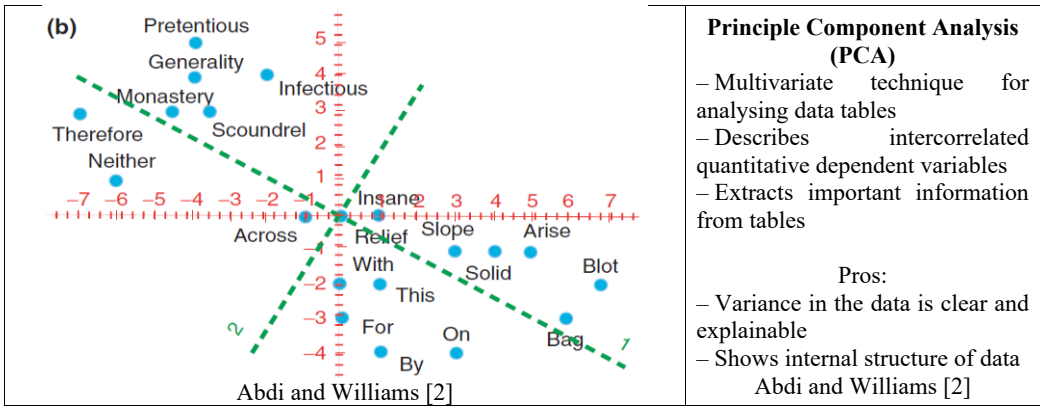 (b)
Pretentious
5
Generality
4
Infectious
Monastery
3
Therefore
Scoundrel
2
Neither
1
-7 -6 -5 -4 -3 -2 -1 Insane 2 3 4 5 6 7
Across
Relief
Slope
Arise
-1
With
Solid
Blot
-2
This
-3
For
On
Bag
2
1
-4
By
Abdi and Williams [2]
Principle Component Analysis
(PCA)
– Multivariate technique for
analysing data tables
– Describes intercorrelated
quantitative dependent variables
– Extracts important information
from tables
Pros:
– Variance in the data is clear and
explainable
– Shows internal structure of data
Abdi and Williams [2]